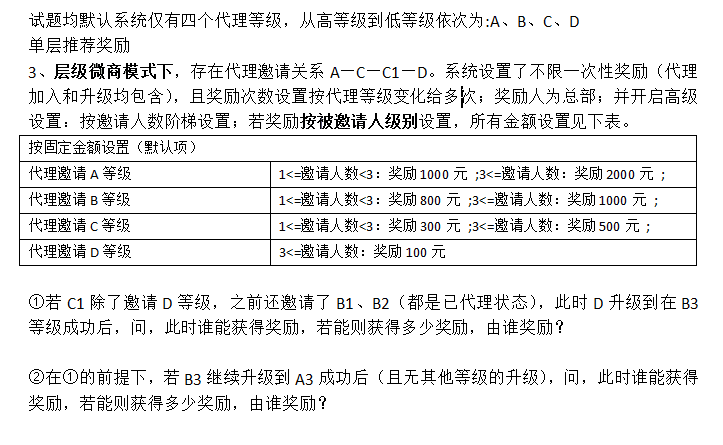 试题均默认系统仅有四个代理等级，从高等级到低等级依次为:A、B、C、D
单层推荐奖励
3、层级微商模式下，存在代理邀请关系 A—C—C1—D。系统设置了不限一次性奖励（代理
加入和升级均包含），且奖励次数设置按代理等级变化给多次；奖励人为总部；并开启高级
设置：按邀请人数阶梯设置；若奖励按被邀请人级别设置，所有金额设置见下表。
按固定金额设置（默认项）
代理邀请 A 等级 1<=邀请人数<3：奖励 1000 元 ;3<=邀请人数：奖励 2000 元 ;
代理邀请 B 等级 1<=邀请人数<3：奖励 800 元 ;3<=邀请人数：奖励 1000 元 ;
代理邀请 C 等级 1<=邀请人数<3：奖励 300 元 ;3<=邀请人数：奖励 500 元 ;
代理邀请 D 等级 3<=邀请人数：奖励 100 元
①若 C1 除了邀请 D 等级，之前还邀请了 B1、B2（都是已代理状态），此时 D 升级到在 B3
等级成功后，问，此时谁能获得奖励，若能则获得多少奖励，由谁奖励？
②在①的前提下，若 B3 继续升级到 A3 成功后（且无其他等级的升级），问，此时谁能获得
奖励，若能则获得多少奖励，由谁奖励？